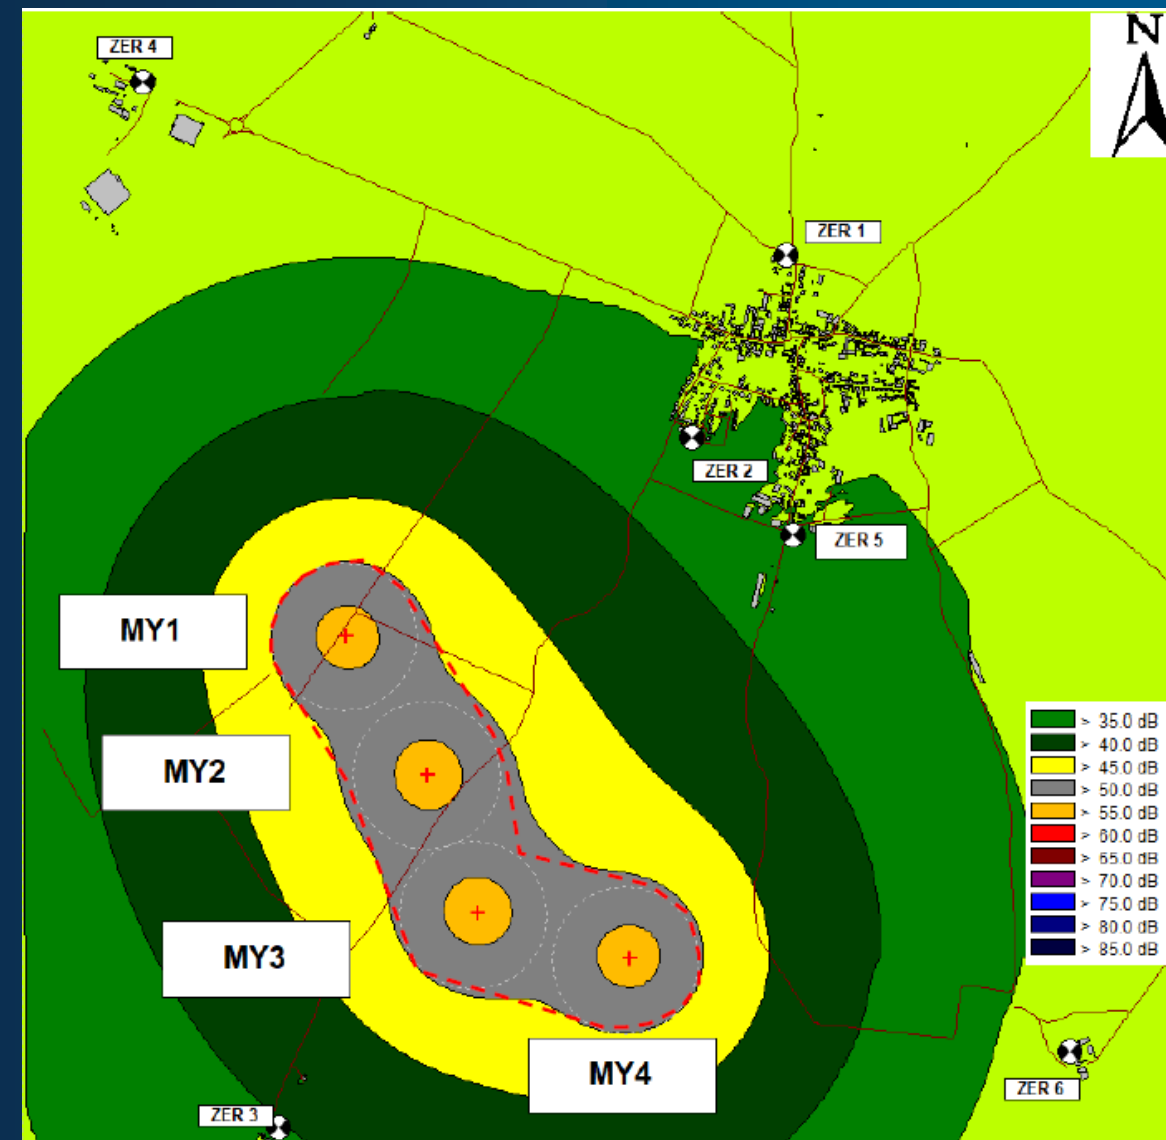 N
ZER 4
ZER 1
ZER 2
ZER 5
MY1
MY2
MY3
MY4
ZER 3
ZER 6
> 35.0 dB
> 40.0 dB
> 45.0 dB
> 50.0 dB
> 55.0 dB
> 60.0 dB
> 65.0 dB
> 70.0 dB
> 75.0 dB
> 80.0 dB
> 85.0 dB